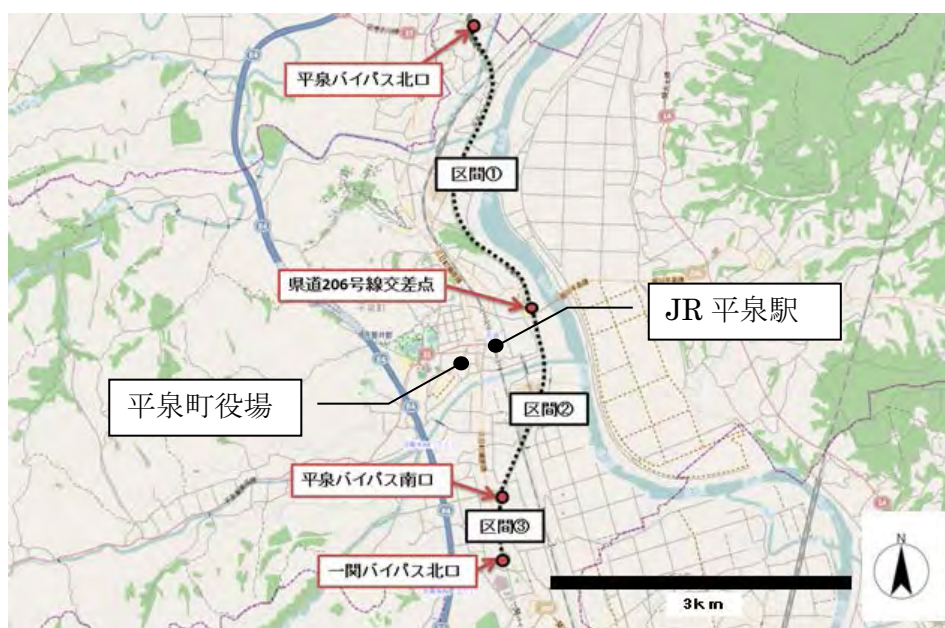 平泉バイパス北口
区間①
県道206号線交差点
JR 平泉駅
平泉町役場
区間②
平泉バイパス南口
区間③
一関バイパス北口
N
3km